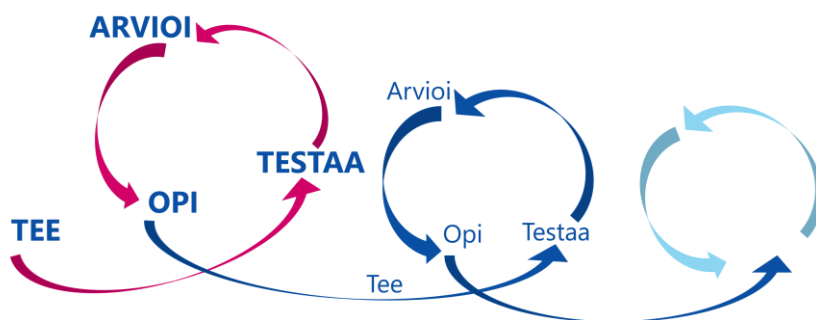 ARVIOI
TESTAA
OPI
TEE
Arvioi
Opi
Testaa
Tee